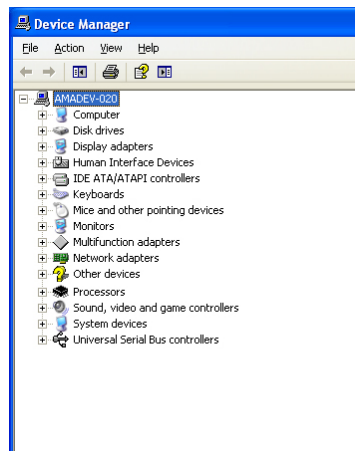 Device Manager
File Action View Help
AMADEV-020
Computer
Disk drives
Display adapters
Human Interface Devices
IDE ATA/ATAPI controllers
Keyboards
Mice and other pointing devices
Monitors
Multifunction adapters
Network adapters
Other devices
Processors
Sound, video and game controllers
System devices
Universal Serial Bus controllers